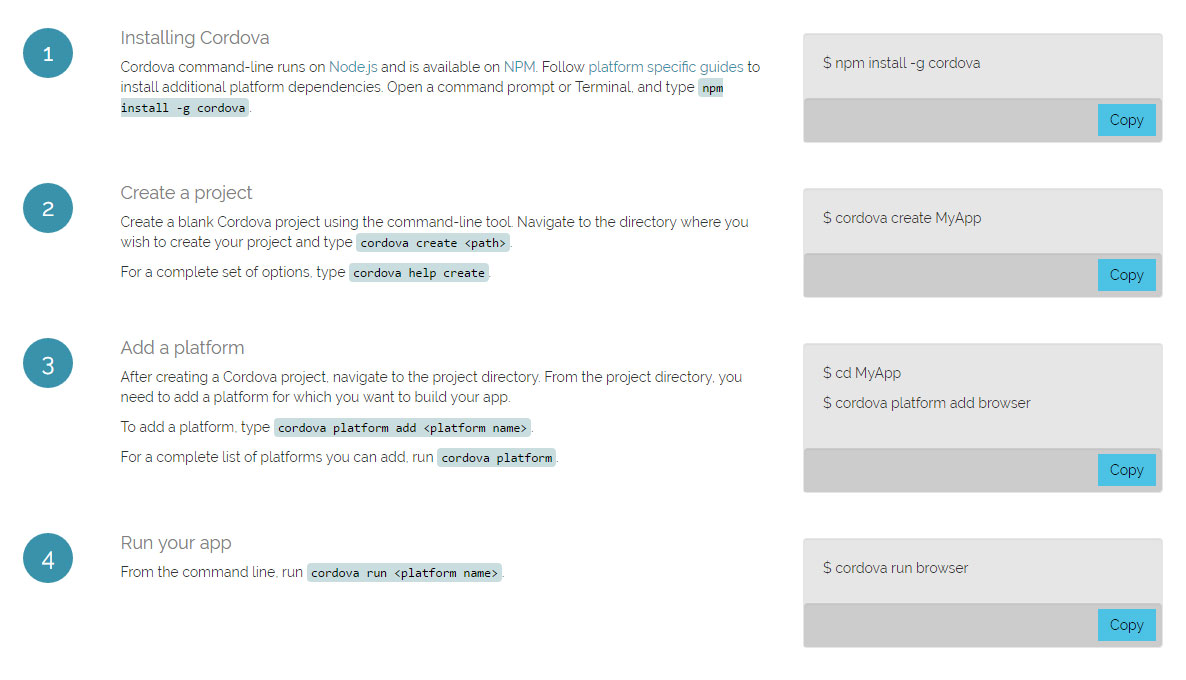 1
Installing Cordova
Cordova command-line runs on Node.js and is available on NPM. Follow platform specific guides to
install additional platform dependencies. Open a command prompt or Terminal, and type npm
install -g cordova.
$ npm install -g cordova
Copy
2
Create a project
Create a blank Cordova project using the command-line tool. Navigate to the directory where you
wish to create your project and type cordova create <path>.
For a complete set of options, type cordova help create.
$ cordova create MyApp
Copy
3
Add a platform
After creating a Cordova project, navigate to the project directory. From the project directory, you
need to add a platform for which you want to build your app.
To add a platform, type cordova platform add <platform name>.
For a complete list of platforms you can add, run cordova platform.
$ cd MyApp
$ cordova platform add browser
Copy
4
Run your app
From the command line, run cordova run <platform name>.
$ cordova run browser
Copy